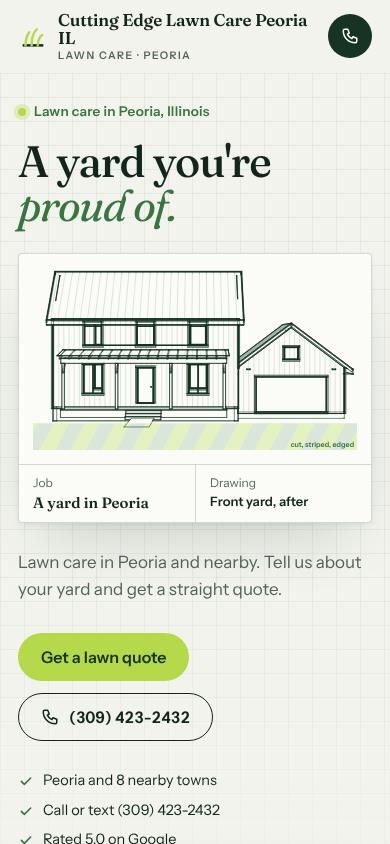 Cutting Edge Lawn Care Peoria
IL
LAWN CARE · PEORIA
Lawn care in Peoria, Illinois
A yard you're
proud of.
cut, striped, edged
Job
A yard in Peoria
Drawing
Front yard, after
Lawn care in Peoria and nearby. Tell us about
your yard and get a straight quote.
Get a lawn quote
(309) 423-2432
Peoria and 8 nearby towns
Call or text (309) 423-2432
Rated 5.0 on Google